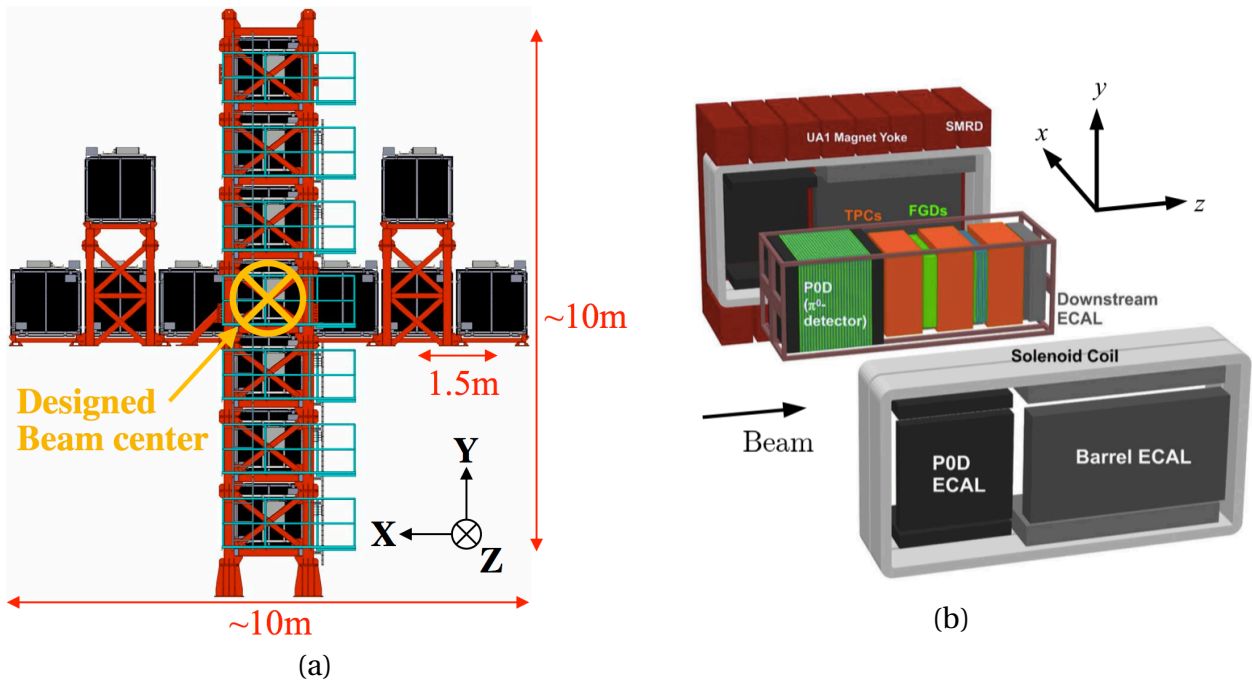 ~10m
1.5m
Designed
Beam center
Y
X
Z
~10m
(a)
UA1 Magnet Yoke
SMRD
y
x
z
TPCs
FGDs
P0D
(π⁰-
detector)
Downstream
ECAL
Solenoid Coil
Beam
P0D
ECAL
Barrel ECAL
(b)